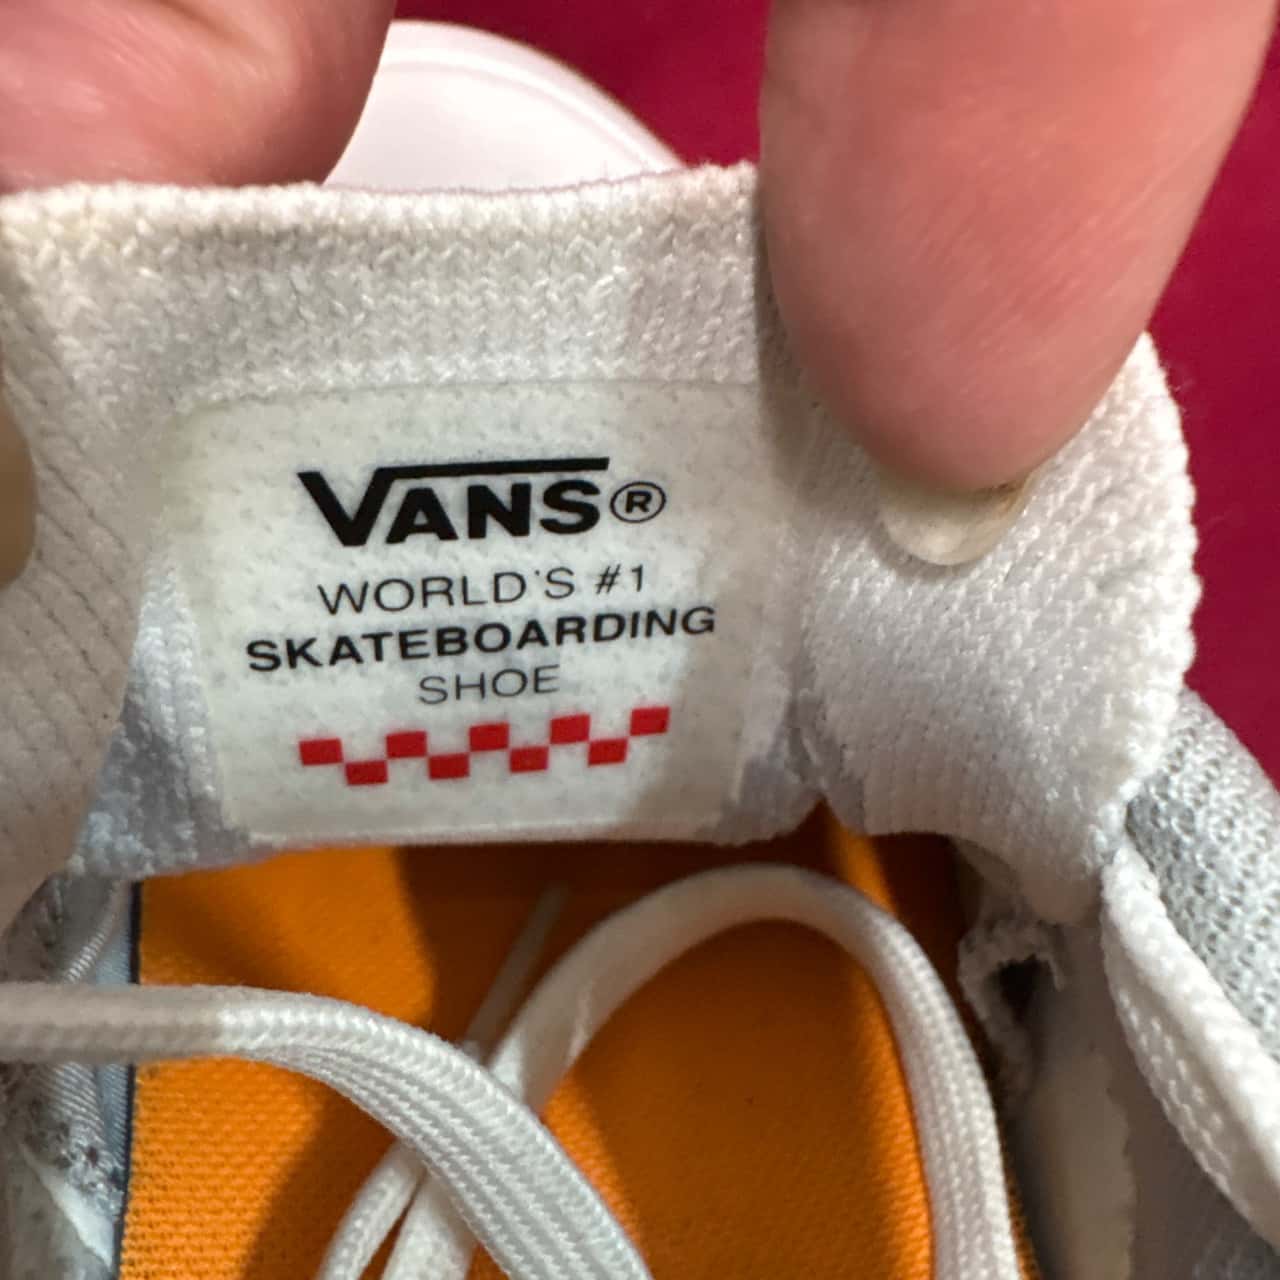 VANS®
WORLD'S #1
SKATEBOARDING
SHOE